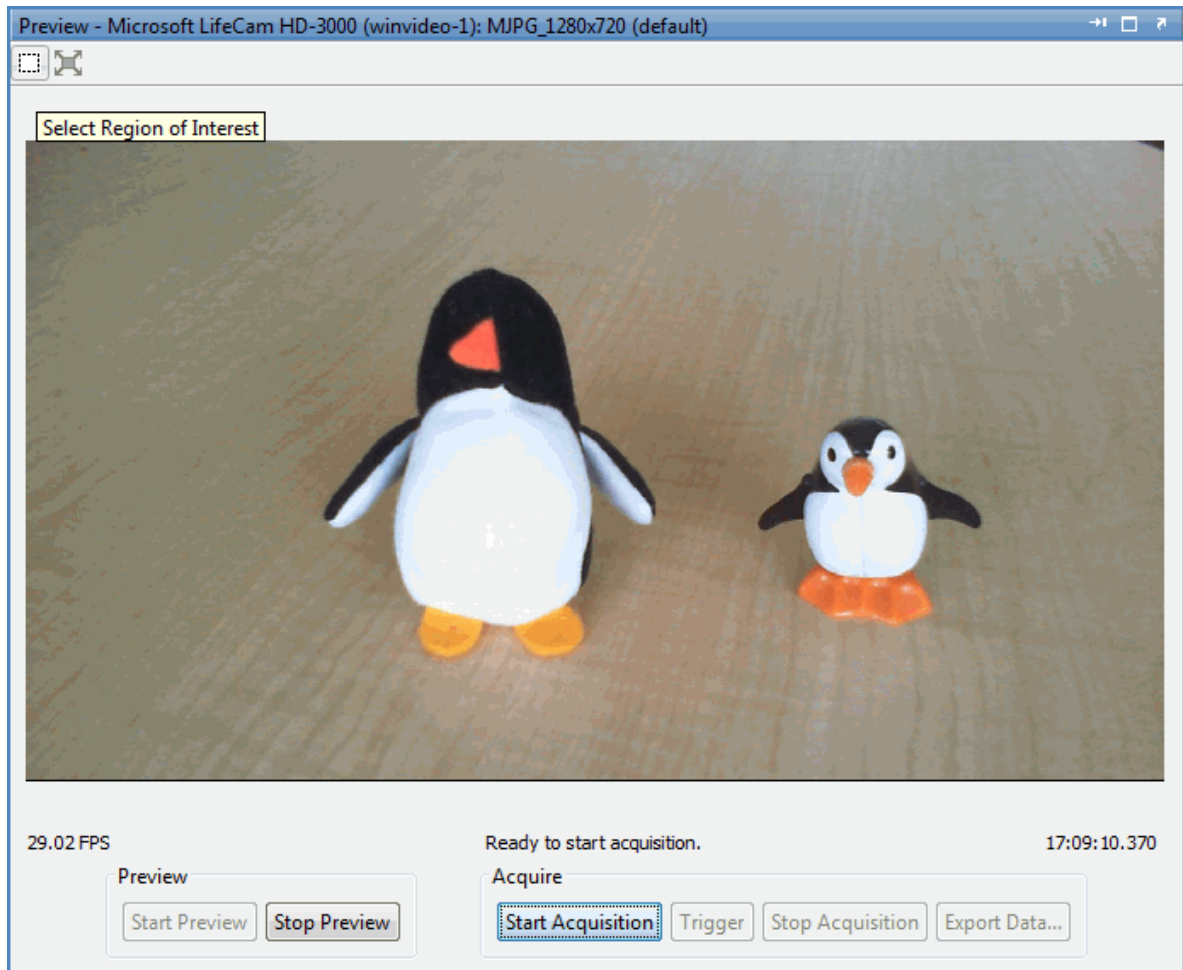 Preview - Microsoft LifeCam HD-3000 (winvideo-1): MJPG_1280x720 (default)
Select Region of Interest
29.02 FPS Ready to start acquisition. 17:09:10.370
Preview Acquire
Start Preview Stop Preview Start Acquisition Trigger Stop Acquisition Export Data...